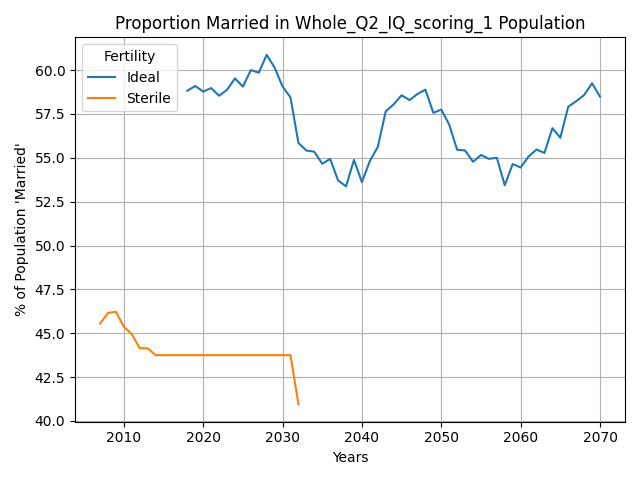 Proportion Married in Whole_Q2_IQ_scoring_1 Population
Fertility
Ideal
Sterile
% of Population 'Married'
60.0
57.5
55.0
52.5
50.0
47.5
45.0
42.5
40.0
2010 2020 2030 2040 2050 2060 2070
Years